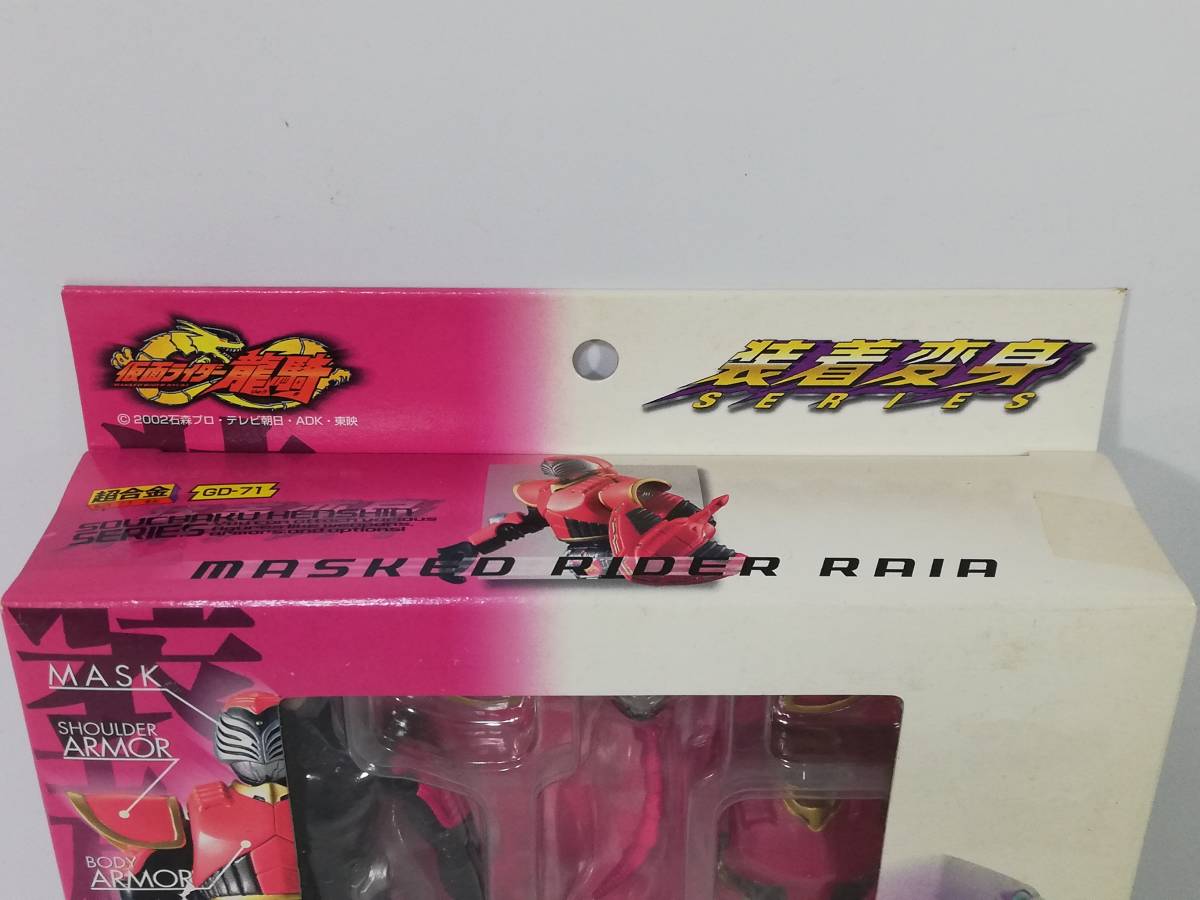 仮面ライダー龍騎
© 2002石森プロ・テレビ朝日・ADK・東映
装着変身
SERIES
超合金 GD-71
SOUCHAKU HENSHIN
SERIES
MASKED RIDER RAIA
MASK
SHOULDER
ARMOR
BODY
ARMOR